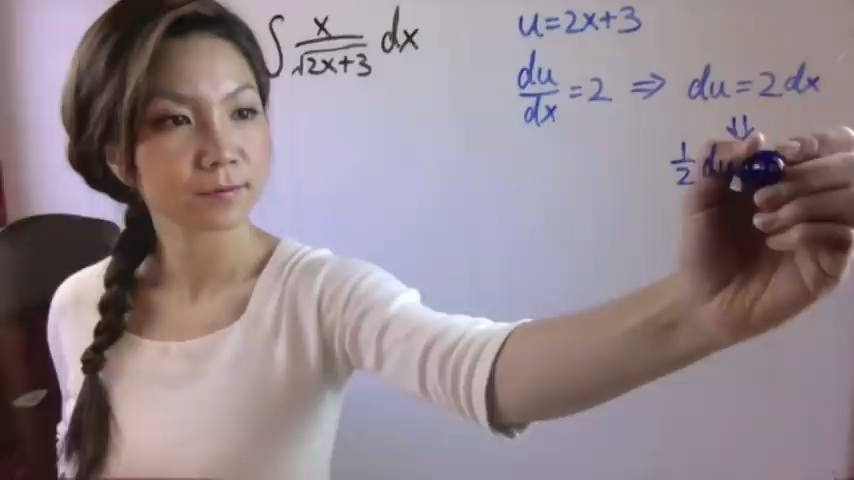 ∫ x/√2x+3 dx
u=2x+3
du/dx = 2 ⇒ du = 2dx
⇓
1/2 du